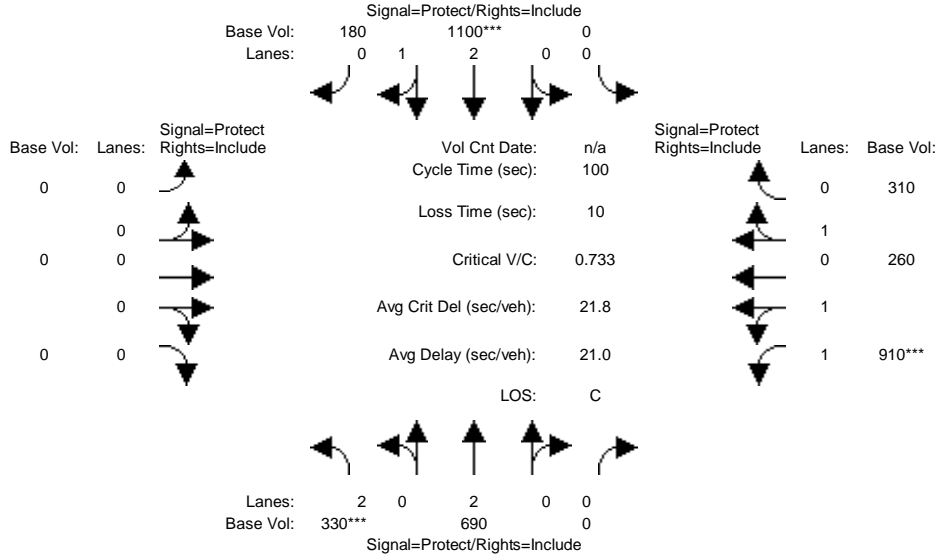 Signal=Protect/Rights=Include
Base Vol: 180 1100*** 0
Lanes: 0 1 2 0 0
Signal=Protect
Base Vol: Lanes: Rights=Include
Vol Cnt Date: n/a
Signal=Protect
Rights=Include Lanes: Base Vol:
Cycle Time (sec): 100
0 0
0 310
Loss Time (sec): 10
0
1
0 0
Critical V/C: 0.733
0 260
0
Avg Crit Del (sec/veh): 21.8
1
0 0
Avg Delay (sec/veh): 21.0
1 910***
LOS: C
Lanes: 2 0 2 0 0
Base Vol: 330*** 690 0
Signal=Protect/Rights=Include